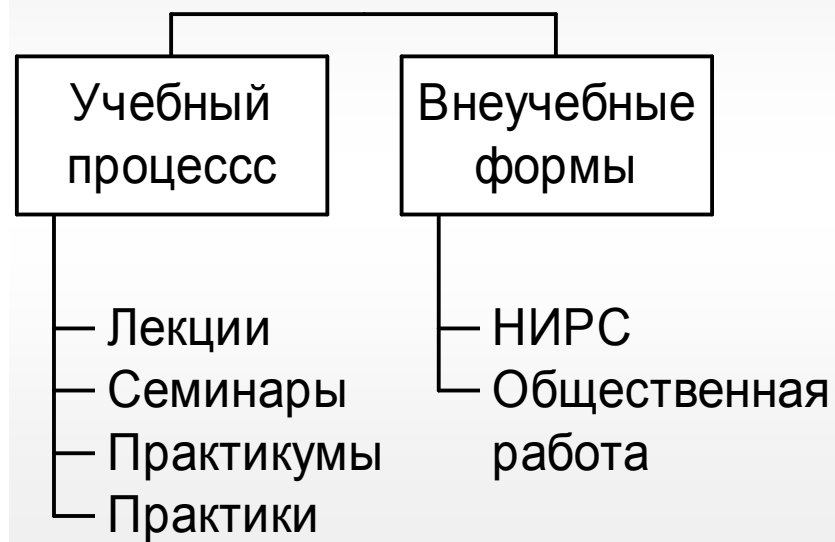 Учебный
процессс
Внеучебные
формы
Лекции
Семинары
Практикумы
Практики
НИРС
Общественная
работа